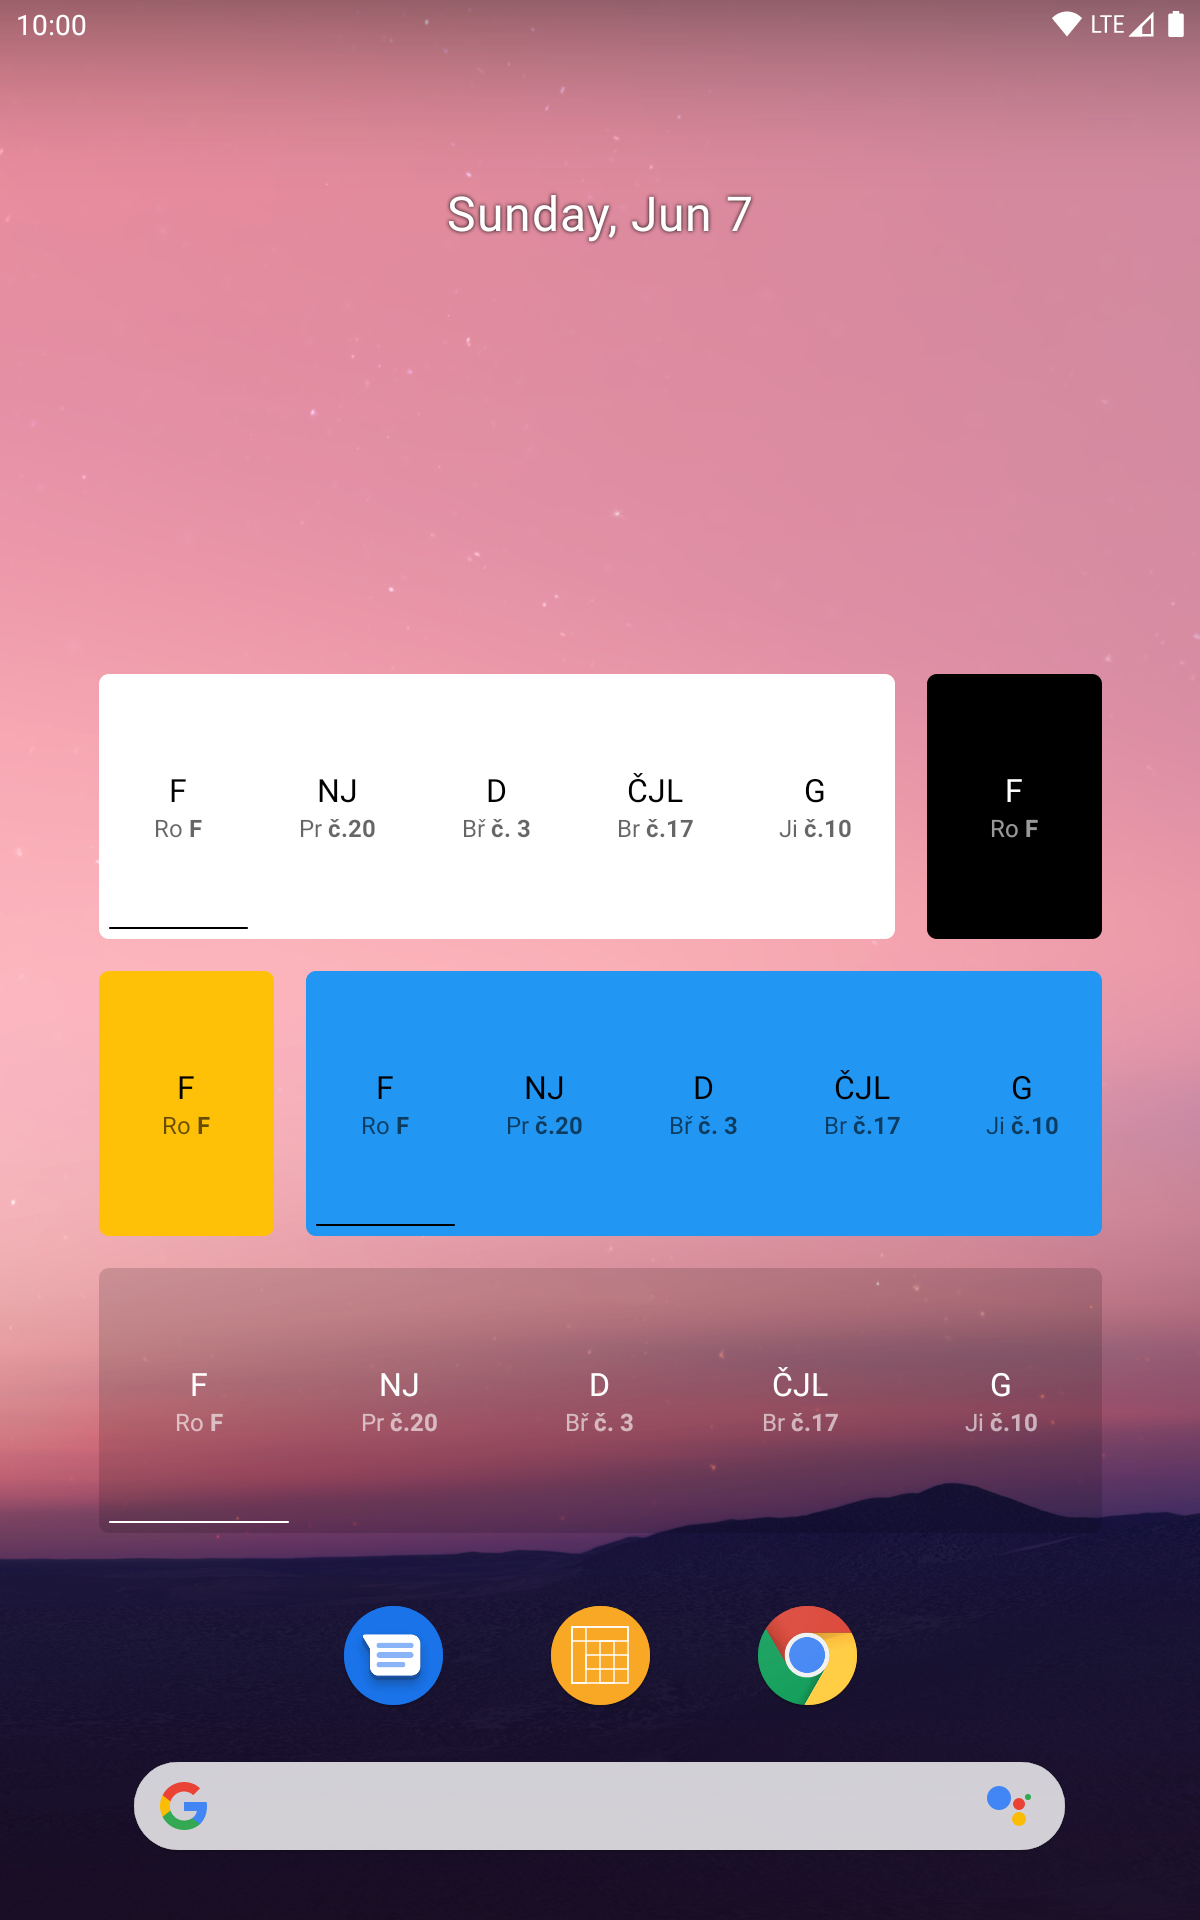 10:00 LTE
Sunday, Jun 7
F NJ D ČJL G F
Ro F Pr č.20 Bř č. 3 Br č.17 Ji č.10 Ro F
F F NJ D ČJL G
Ro F Ro F Pr č.20 Bř č. 3 Br č.17 Ji č.10
F NJ D ČJL G
Ro F Pr č.20 Bř č. 3 Br č.17 Ji č.10